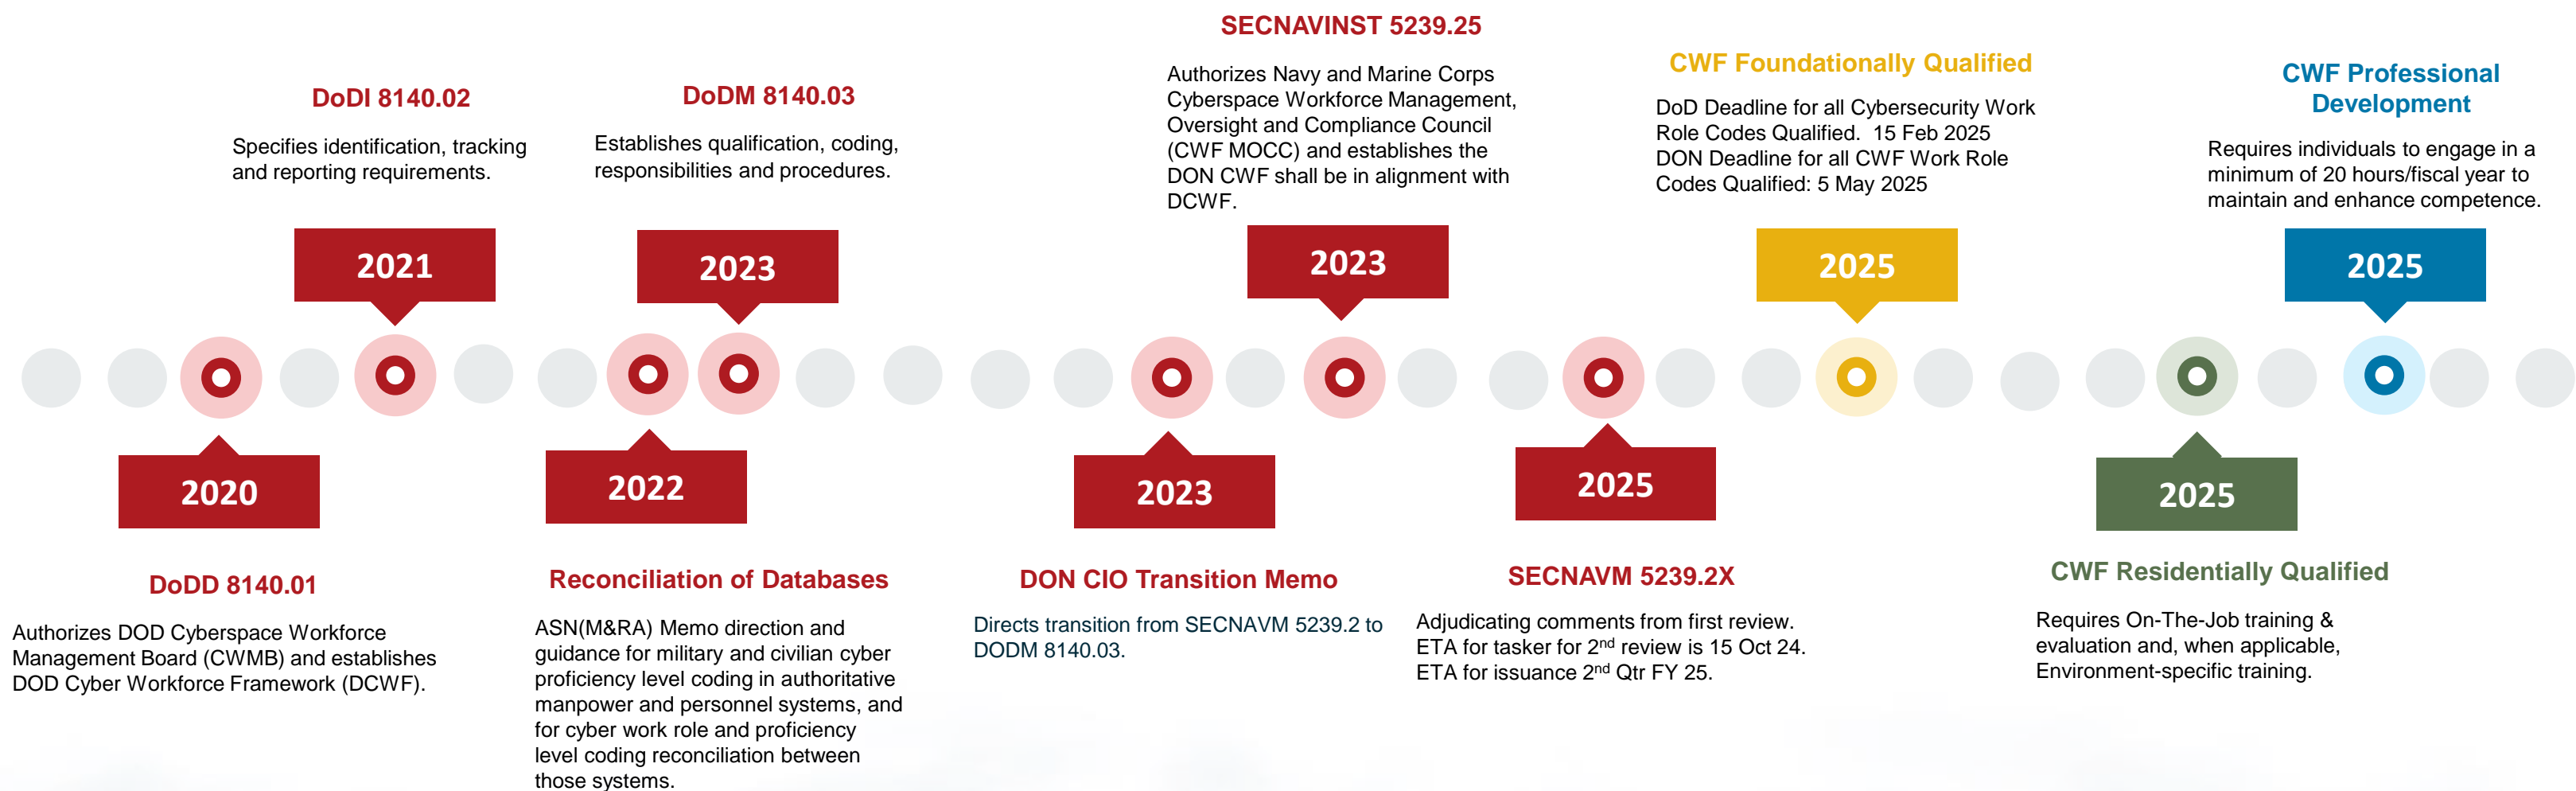 DoDD 8140.01
Authorizes DOD Cyberspace Workforce
Management Board (CWMB) and establishes
DOD Cyber Workforce Framework (DCWF).
2020
DoDI 8140.02
Specifies identification, tracking
and reporting requirements.
2021
2022
Reconciliation of Databases
ASN(M&RA) Memo direction and
guidance for military and civilian cyber
proficiency level coding in authoritative
manpower and personnel systems, and
for cyber work role and proficiency
level coding reconciliation between
those systems.
DoDM 8140.03
Establishes qualification, coding,
responsibilities and procedures.
2023
2023
DON CIO Transition Memo
Directs transition from SECNAVM 5239.2 to
DODM 8140.03.
SECNAVINST 5239.25
Authorizes Navy and Marine Corps
Cyberspace Workforce Management,
Oversight and Compliance Council
(CWF MOCC) and establishes the
DON CWF shall be in alignment with
DCWF.
2023
2025
SECNAVM 5239.2X
Adjudicating comments from first review.
ETA for tasker for 2nd review is 15 Oct 24.
ETA for issuance 2nd Qtr FY 25.
CWF Foundationally Qualified
DoD Deadline for all Cybersecurity Work
Role Codes Qualified. 15 Feb 2025
DON Deadline for all CWF Work Role
Codes Qualified: 5 May 2025
2025
2025
CWF Residentially Qualified
Requires On-The-Job training &
evaluation and, when applicable,
Environment-specific training.
CWF Professional
Development
Requires individuals to engage in a
minimum of 20 hours/fiscal year to
maintain and enhance competence.
2025